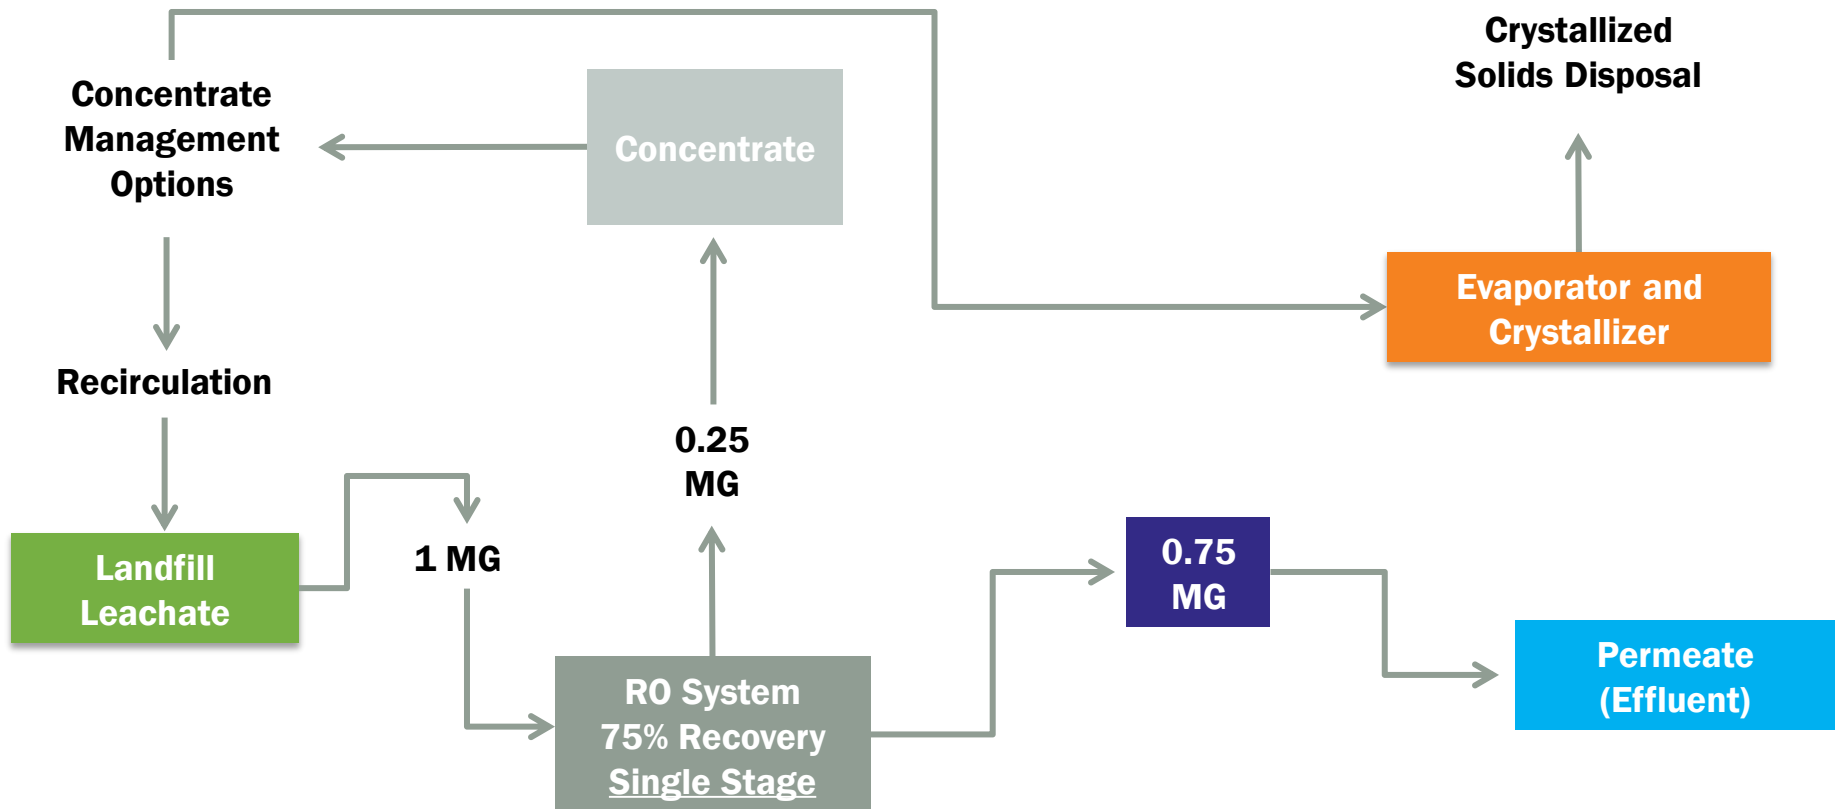 Concentrate
Management
Options
Concentrate
Crystallized
Solids Disposal
Evaporator and
Crystallizer
Recirculation
0.25
MG
Landfill
Leachate
1 MG
RO System
75% Recovery
Single Stage
0.75
MG
Permeate
(Effluent)